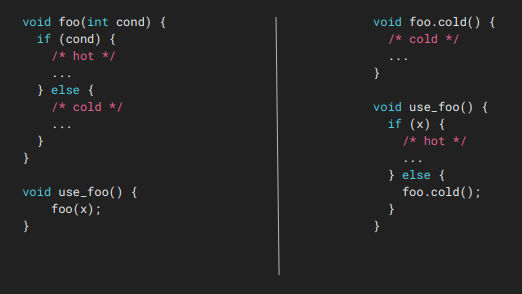 void foo(int cond) {
  if (cond) {
    /* hot */
    ...
  } else {
    /* cold */
    ...
  }
}

void use_foo() {
    foo(x);
}

void foo.cold() {
  /* cold */
  ...
}

void use_foo() {
  if (x) {
    /* hot */
    ...
  } else {
    foo.cold();
  }
}